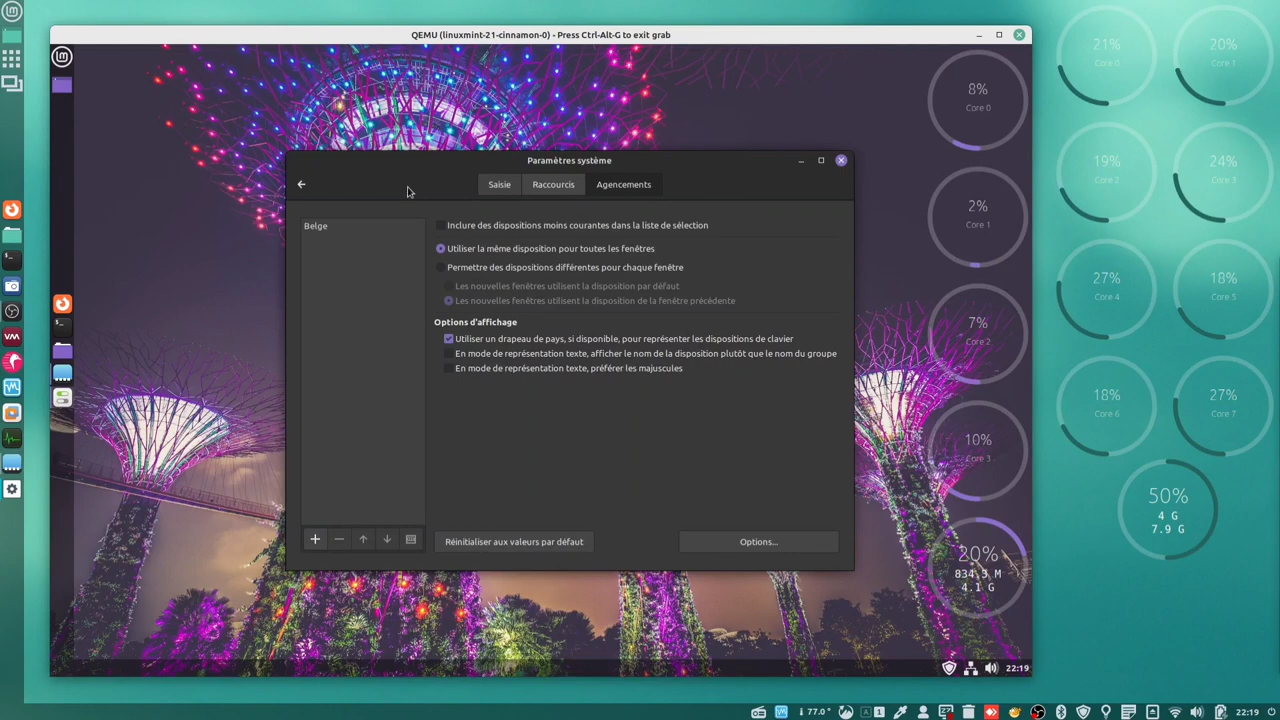 QEMU (linuxmint-21-cinnamon-0) - Press Ctrl-Alt-G to exit grab
Paramètres système
Saisie
Raccourcis
Agencements
Belge
Inclure des dispositions moins courantes dans la liste de sélection
Utiliser la même disposition pour toutes les fenêtres
Permettre des dispositions différentes pour chaque fenêtre
Les nouvelles fenêtres utilisent la disposition par défaut
Les nouvelles fenêtres utilisent la disposition de la fenêtre précédente
Options d'affichage
Utiliser un drapeau de pays, si disponible, pour représenter les dispositions de clavier
En mode de représentation texte, afficher le nom de la disposition plutôt que le nom du groupe
En mode de représentation texte, préférer les majuscules
Réinitialiser aux valeurs par défaut
Options...
8%
Core 0
2%
Core 1
7%
Core 2
10%
Core 3
20%
834.9 M
4.1 G
22:19
21%
Core 0
20%
Core 1
19%
Core 2
24%
Core 3
27%
Core 4
18%
Core 5
18%
Core 6
27%
Core 7
50%
4 G
7.9 G
77.0°
A
1
22:19